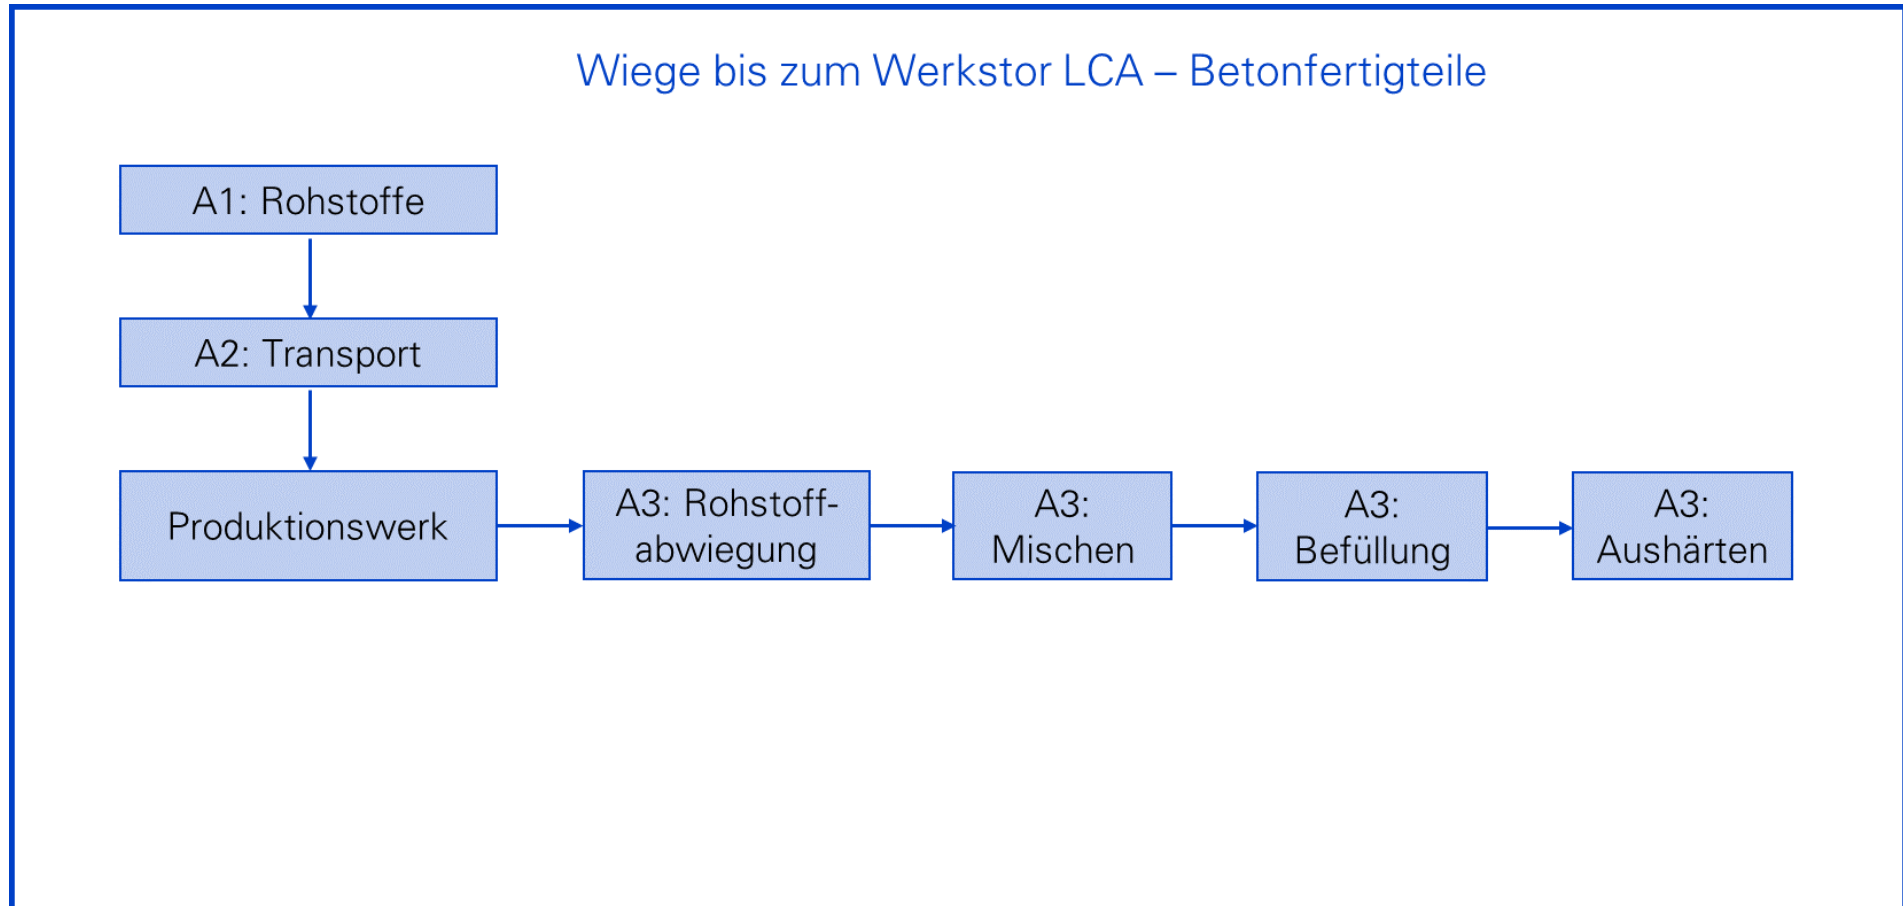 Wiege bis zum Werkstor LCA – Betonfertigteile
A1: Rohstoffe
A2: Transport
Produktionswerk
A3: Rohstoff-
abwiegung
A3:
Mischen
A3:
Befüllung
A3:
Aushärten